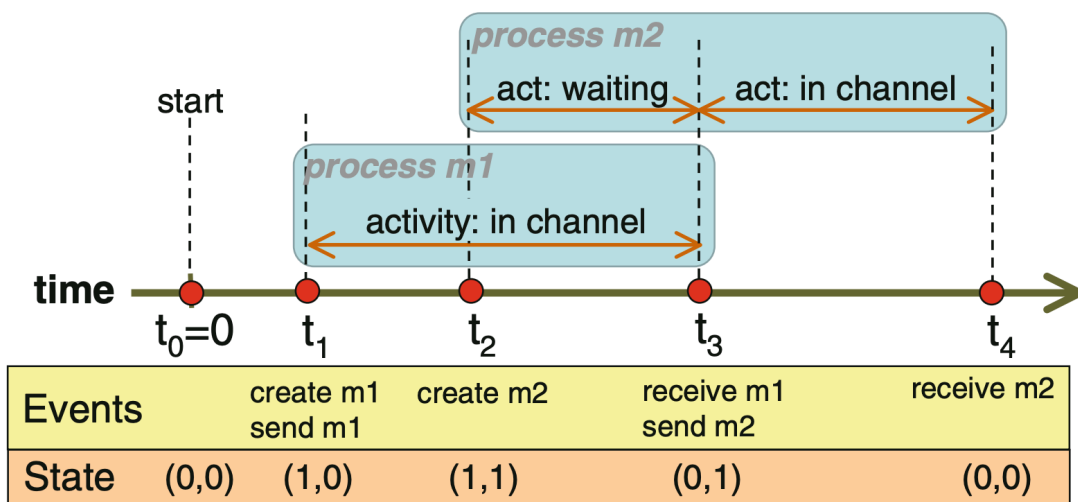 process m2
act: waiting act: in channel
start
process m1
activity: in channel
time
t0=0 t1 t2 t3 t4
Events create m1 create m2 receive m1 receive m2
send m1 send m2
State (0,0) (1,0) (1,1) (0,1) (0,0)